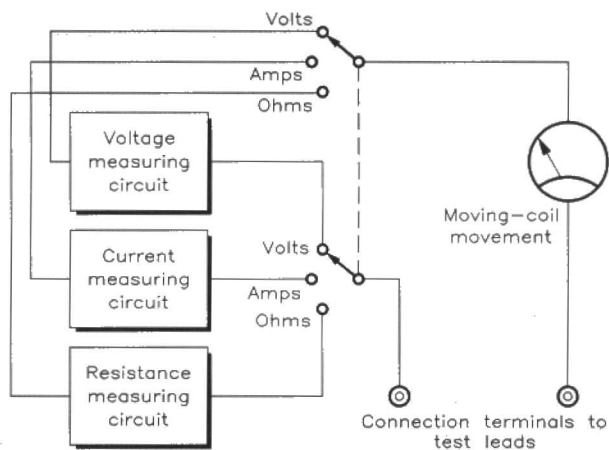 Volts
Amps
Ohms
Voltage
measuring
circuit
Moving-coil
movement
Volts
Current
measuring
circuit
Amps
Ohms
Resistance
measuring
circuit
Connection terminals to
test leads